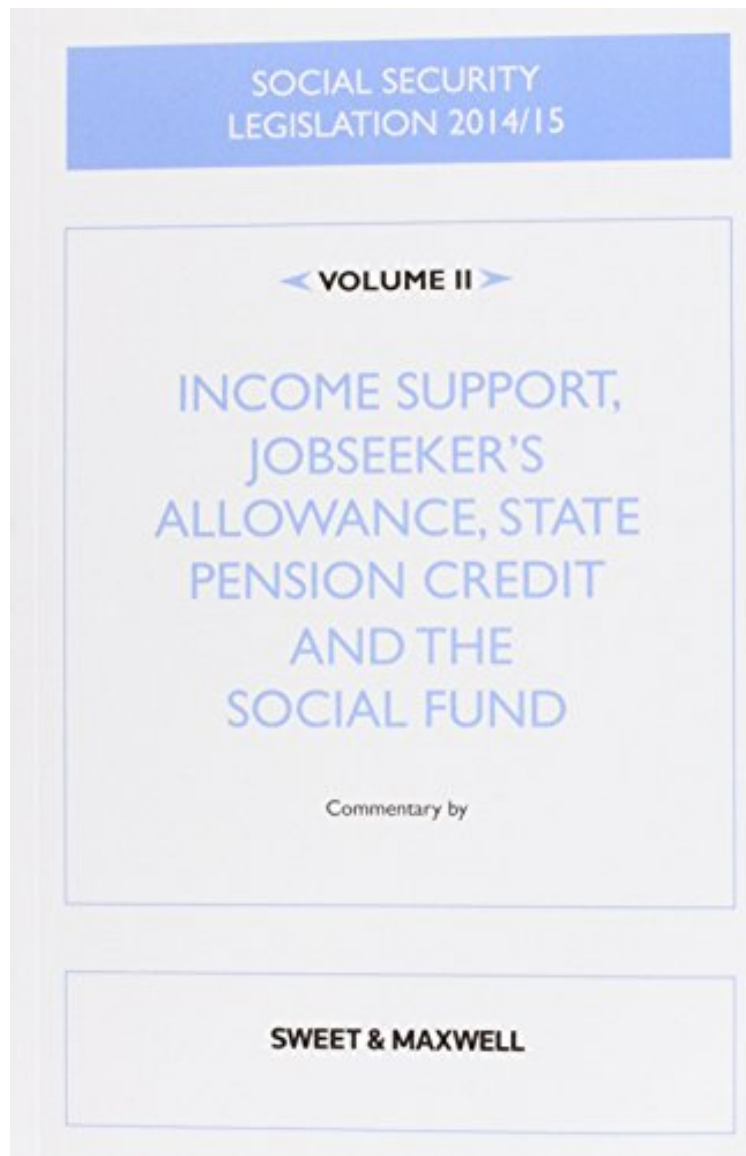 SOCIAL SECURITY
LEGISLATION 2014/15
VOLUME II
INCOME SUPPORT,
JOBSEEKER'S
ALLOWANCE, STATE
PENSION CREDIT
AND THE
SOCIAL FUND
Commentary by
SWEET & MAXWELL